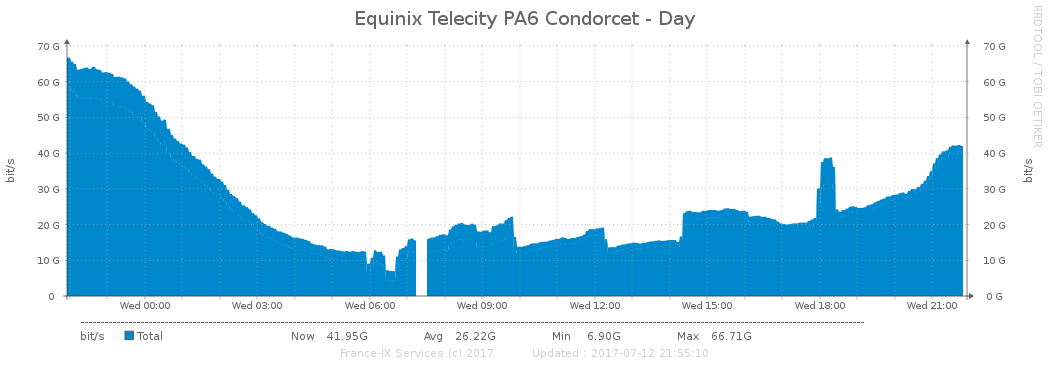 Equinix Telecity PA6 Condorcet - Day
RRDTOOL / TOBI OETIKER
70 G 70 G
60 G 60 G
50 G 50 G
40 G 40 G
bit/s bit/s
30 G 30 G
20 G 20 G
10 G 10 G
0 0 G
Wed 00:00 Wed 03:00 Wed 06:00 Wed 09:00 Wed 12:00 Wed 15:00 Wed 18:00 Wed 21:00
bit/s Total Now 41.95G Avg 26.22G Min 6.90G Max 66.71G
France-IX Services (c) 2017 Updated : 2017-07-12 21:55:10